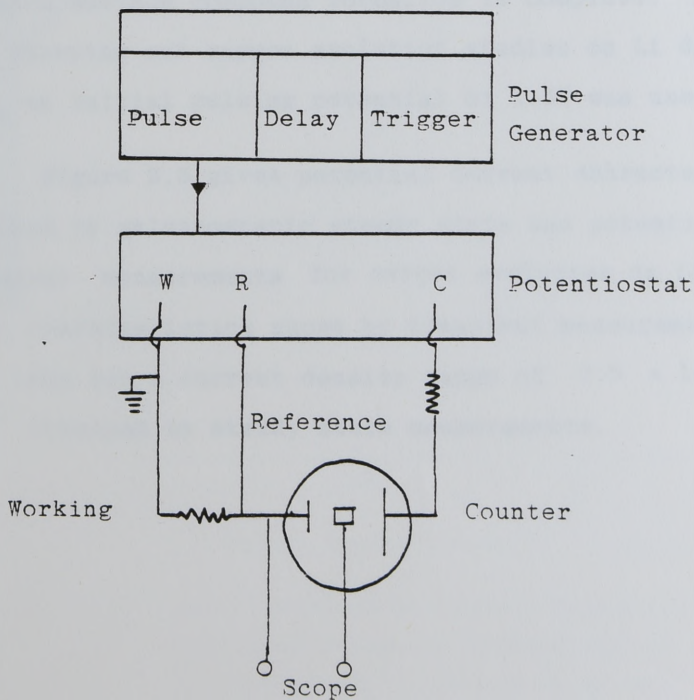 Pulse Delay Trigger
Pulse
Generator
W R C
Potentiostat
Reference
Working
Counter
Scope